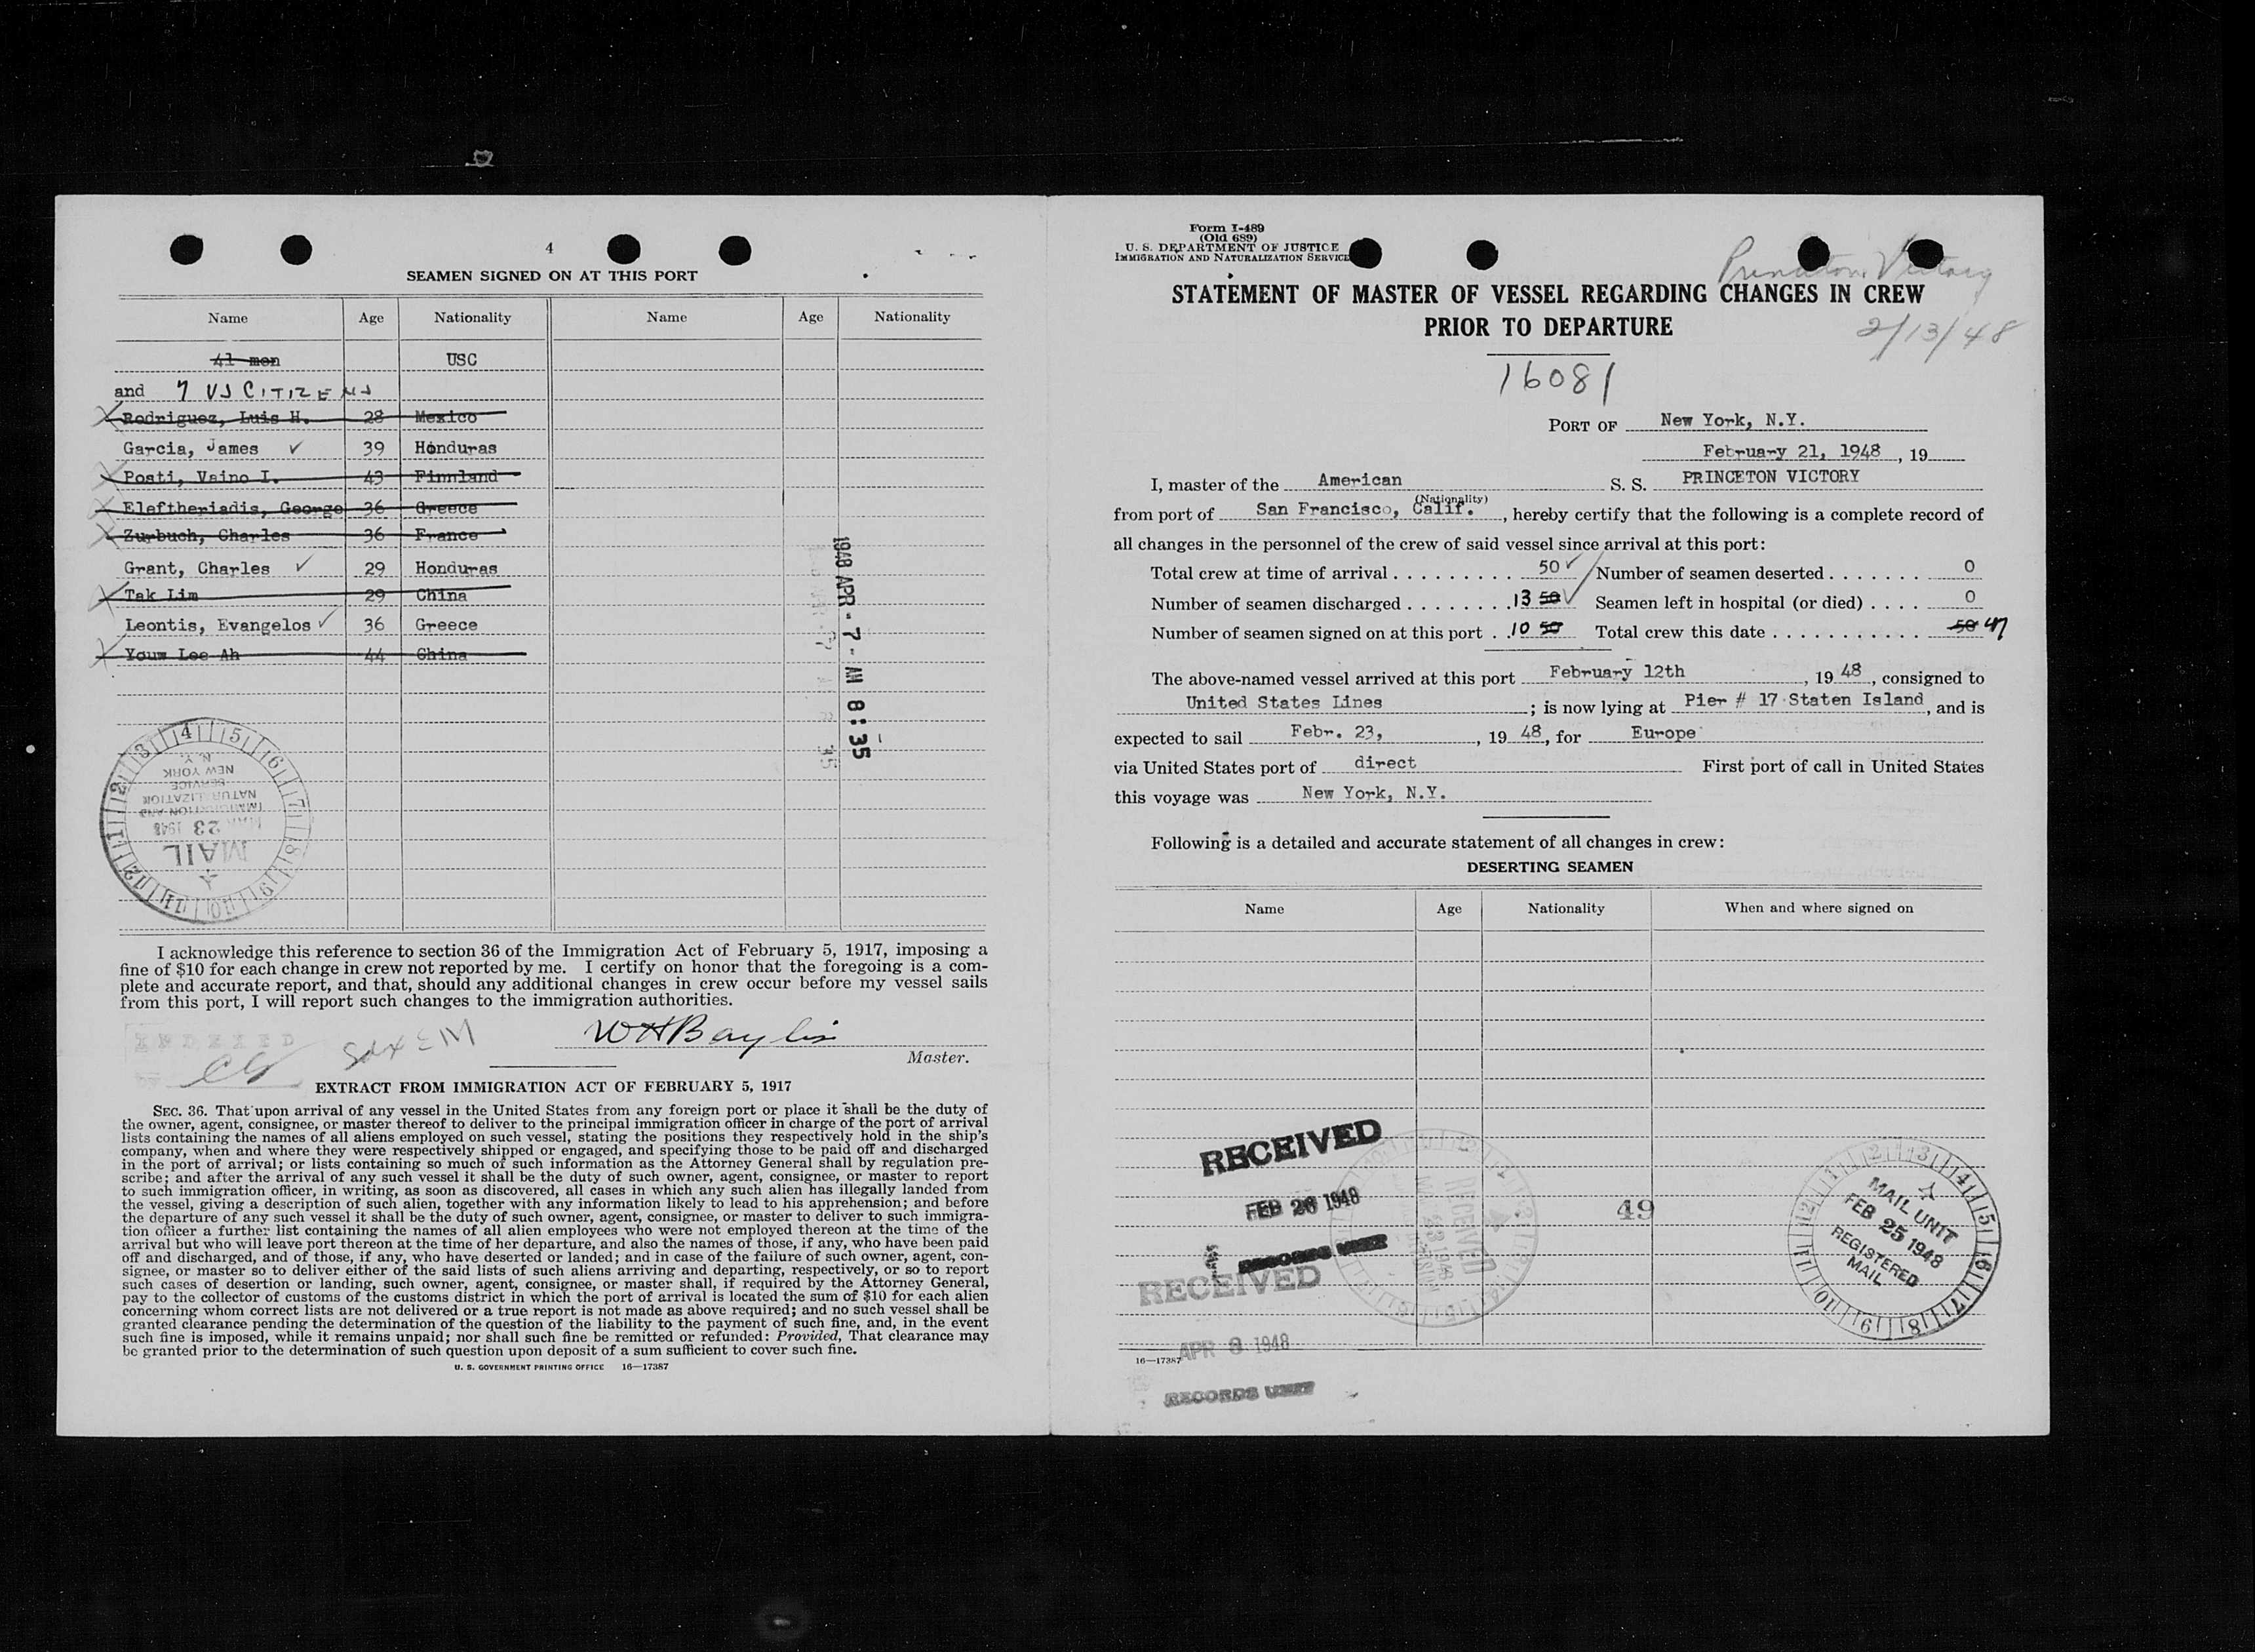 4
SEAMEN SIGNED ON AT THIS PORT
Name Age Nationality Name Age Nationality
41 men USC
and 7 US CITIZENS
Rodriguez, Luis H. 28 Mexico
Garcia, James ✓ 39 Honduras
Posti, Vaino I. 43 Finnland
Eleftheriadis, George 36 Greece
Zurbuch, Charles 36 France
Grant, Charles ✓ 29 Honduras
Tak Lim 29 China
Leontis, Evangelos ✓ 36 Greece
Youw Lee Ah 44 China
1948 APR -7 - AM 8:35
IMMIGRATION AND
NATURALIZATION
SERVICE
NEW YORK
N. Y.
MAR 23 1948
MAIL
I acknowledge this reference to section 36 of the Immigration Act of February 5, 1917, imposing a
fine of $10 for each change in crew not reported by me. I certify on honor that the foregoing is a com-
plete and accurate report, and that, should any additional changes in crew occur before my vessel sails
from this port, I will report such changes to the immigration authorities.
INDEXED
WH Baylis
Master.
EXTRACT FROM IMMIGRATION ACT OF FEBRUARY 5, 1917
SEC. 36. That upon arrival of any vessel in the United States from any foreign port or place it shall be the duty of
the owner, agent, consignee, or master thereof to deliver to the principal immigration officer in charge of the port of arrival
lists containing the names of all aliens employed on such vessel, stating the positions they respectively hold in the ship's
company, when and where they were respectively shipped or engaged, and specifying those to be paid off and discharged
in the port of arrival; or lists containing so much of such information as the Attorney General shall by regulation pre-
scribe; and after the arrival of any such vessel it shall be the duty of such owner, agent, consignee, or master to report
to such immigration officer, in writing, as soon as discovered, all cases in which any such alien has illegally landed from
the vessel, giving a description of such alien, together with any information likely to lead to his apprehension; and before
the departure of any such vessel it shall be the duty of such owner, agent, consignee, or master to deliver to such immigra-
tion officer a further list containing the names of all alien employees who were not employed thereon at the time of the
arrival but who will leave port thereon at the time of her departure, and also the names of those, if any, who have been paid
off and discharged, and of those, if any, who have deserted or landed; and in case of the failure of such owner, agent, con-
signee, or master so to deliver either of the said lists of such aliens arriving and departing, respectively, or so to report
such cases of desertion or landing, such owner, agent, consignee, or master shall, if required by the Attorney General,
pay to the collector of customs of the customs district in which the port of arrival is located the sum of $10 for each alien
concerning whom correct lists are not delivered or a true report is not made as above required; and no such vessel shall be
granted clearance pending the determination of the question of the liability to the payment of such fine, and, in the event
such fine is imposed, while it remains unpaid; nor shall such fine be remitted or refunded: Provided, That clearance may
be granted prior to the determination of such question upon deposit of a sum sufficient to cover such fine.
U. S. GOVERNMENT PRINTING OFFICE 16—17387
Form I-489
(Old 689)
U. S. DEPARTMENT OF JUSTICE
IMMIGRATION AND NATURALIZATION SERVICE
Princeton Victory
STATEMENT OF MASTER OF VESSEL REGARDING CHANGES IN CREW
PRIOR TO DEPARTURE
2/13/48
16081
PORT OF New York, N.Y.
February 21, 1948, 19
I, master of the American S. S. PRINCETON VICTORY
(Nationality)
from port of San Francisco, Calif., hereby certify that the following is a complete record of
all changes in the personnel of the crew of said vessel since arrival at this port:
Total crew at time of arrival 50 ✓ Number of seamen deserted 0
Number of seamen discharged 13 50 ✓ Seamen left in hospital (or died) 0
Number of seamen signed on at this port 10 50 Total crew this date 50 47
The above-named vessel arrived at this port February 12th, 19 48, consigned to
United States Lines; is now lying at Pier # 17 Staten Island, and is
expected to sail Febr. 23, 19 48, for Europe
via United States port of direct First port of call in United States
this voyage was New York, N.Y.
Following is a detailed and accurate statement of all changes in crew:
DESERTING SEAMEN
Name Age Nationality When and where signed on
RECEIVED
FEB 26 1948
RECORDS UNIT
RECEIVED
APR 8 1948
RECORDS UNIT
RECEIVED
49
MAIL UNIT
FEB 25 1948
REGISTERED
MAIL
16—17387